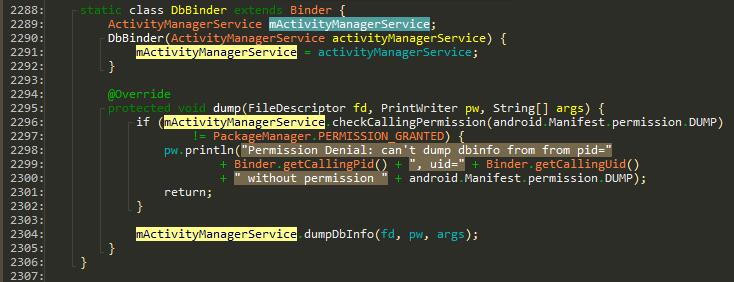 2288: static class DbBinder extends Binder {
2289: ActivityManagerService mActivityManagerService;
2290: DbBinder(ActivityManagerService activityManagerService) {
2291: mActivityManagerService = activityManagerService;
2292: }
2293:
2294: @Override
2295: protected void dump(FileDescriptor fd, PrintWriter pw, String[] args) {
2296: if (mActivityManagerService.checkCallingPermission(android.Manifest.permission.DUMP)
2297: != PackageManager.PERMISSION_GRANTED) {
2298: pw.println("Permission Denial: can't dump dbinfo from from pid="
2299: + Binder.getCallingPid() + ", uid=" + Binder.getCallingUid()
2300: + " without permission " + android.Manifest.permission.DUMP);
2301: return;
2302: }
2303:
2304: mActivityManagerService.dumpDbInfo(fd, pw, args);
2305: }
2306: }
2307: